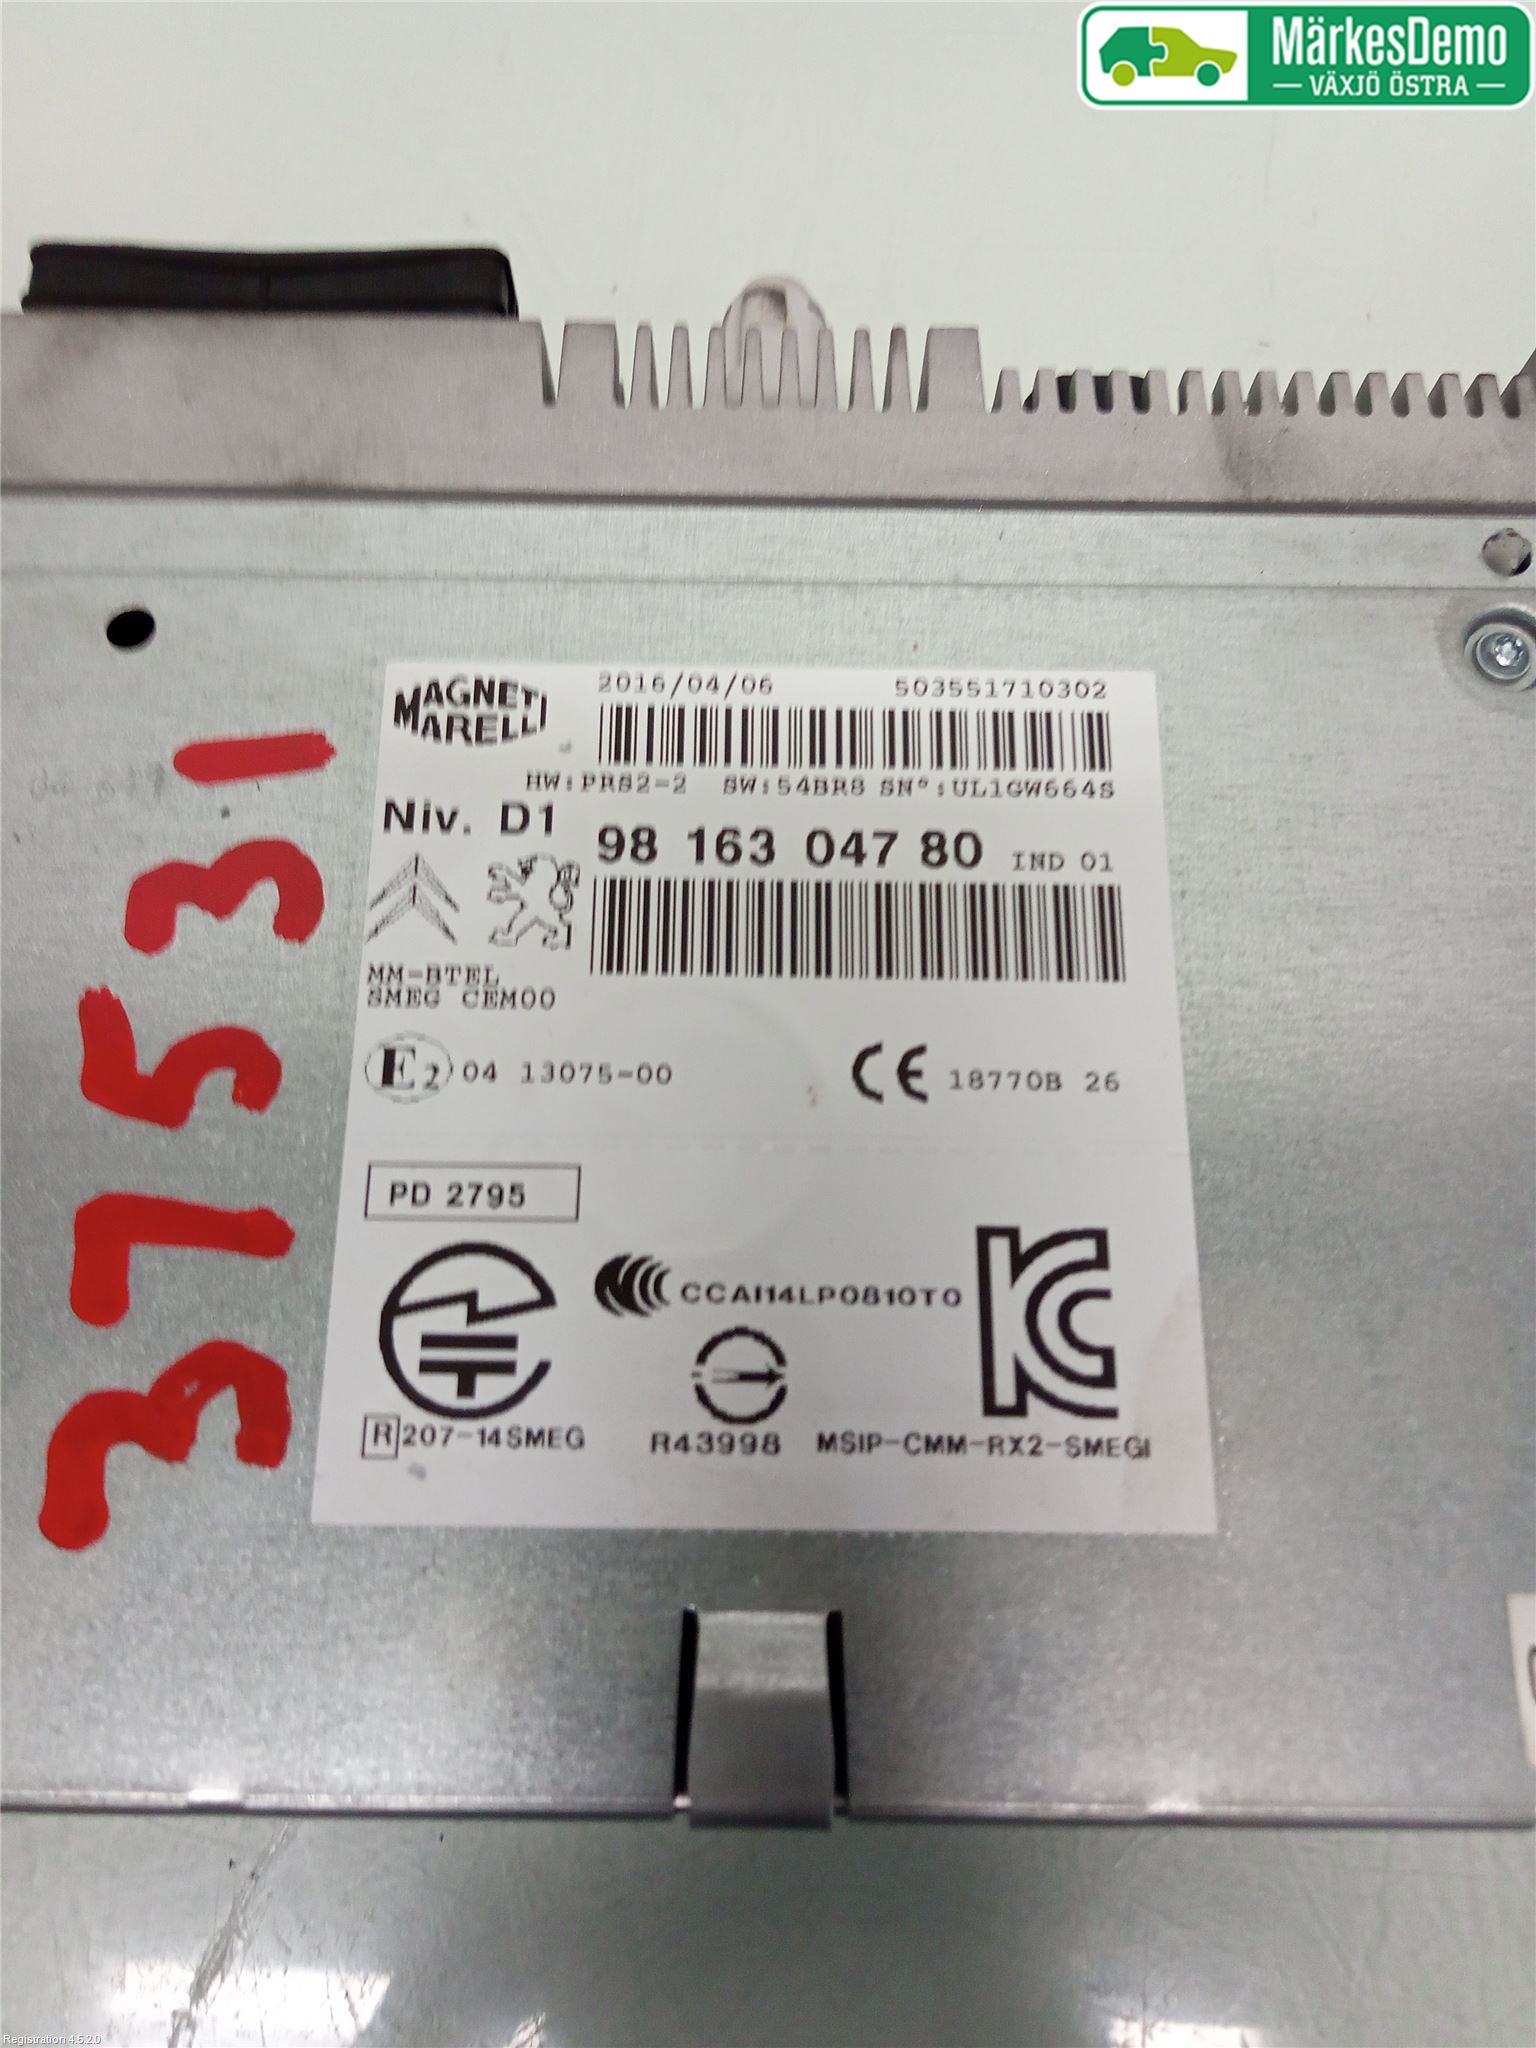 MärkesDemo
VÄXJÖ ÖSTRA
MAGNETI
MARELLI
2016/04/06
503551710302
HW:PRS2-2 SW:54BR8 SN°:UL1GW664S
Niv. D1
98 163 047 80 IND 01
MM-BTEL
SMEG CEM00
E2 04 13075-00
CE 18770B 26
PD 2795
CCAI14LP0810T0
R 207-14SMEG
R43998
MSIP-CMM-RX2-SMEGI
37531
Registration 4.5.2.0